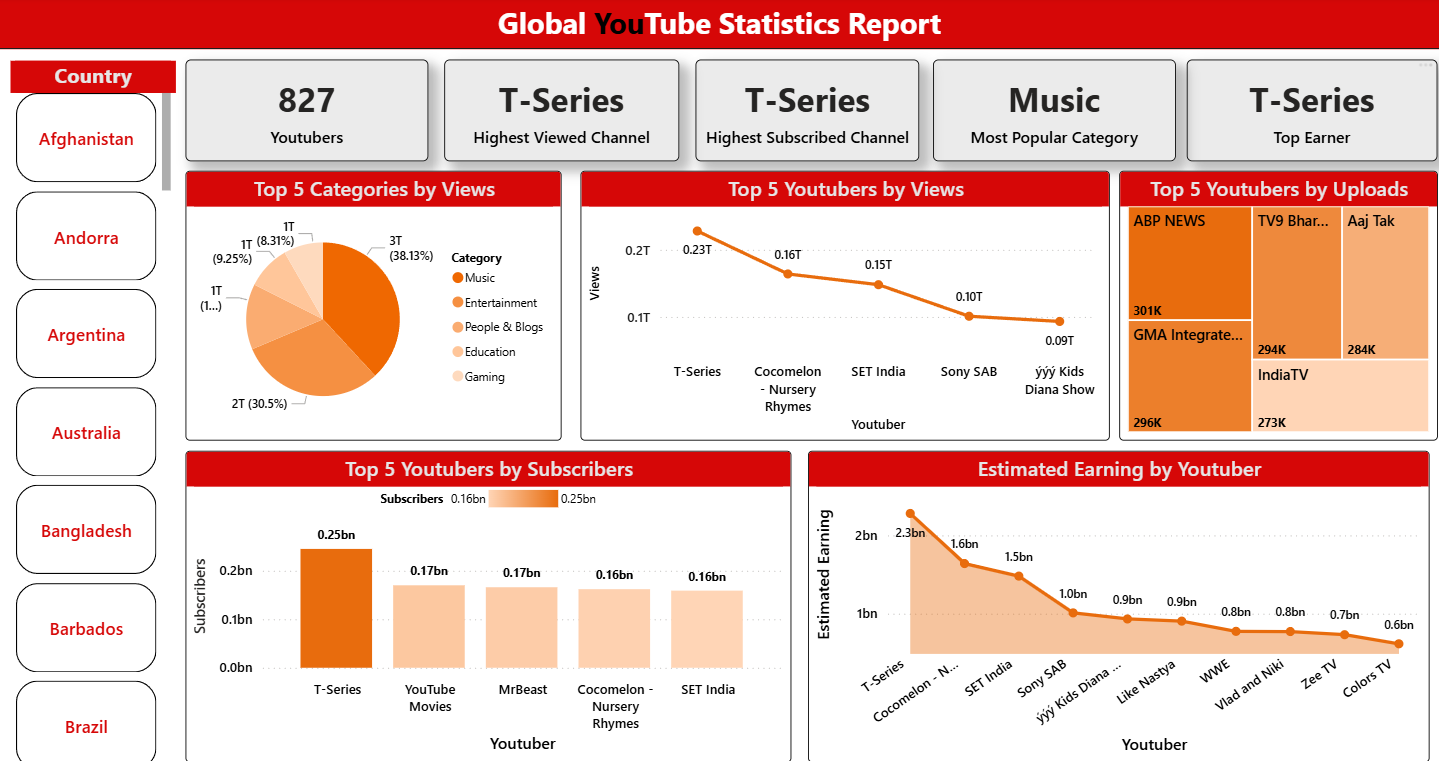 Global YouTube Statistics Report
Country
Afghanistan
Andorra
Argentina
Australia
Bangladesh
Barbados
Brazil
827
Youtubers
T-Series
Highest Viewed Channel
T-Series
Highest Subscribed Channel
Music
Most Popular Category
T-Series
Top Earner
Top 5 Categories by Views
1T
(8.31%)
1T
(9.25%)
1T
(1...)
2T (30.5%)
3T
(38.13%)
Category
Music
Entertainment
People & Blogs
Education
Gaming
Top 5 Youtubers by Views
Views
0.2T
0.1T
0.23T
0.16T
0.15T
0.10T
0.09T
T-Series
Cocomelon
- Nursery
Rhymes
SET India
Sony SAB
ýýý Kids
Diana Show
Youtuber
Top 5 Youtubers by Uploads
ABP NEWS
301K
GMA Integrate...
296K
TV9 Bhar...
294K
Aaj Tak
284K
IndiaTV
273K
Top 5 Youtubers by Subscribers
Subscribers 0.16bn 0.25bn
Subscribers
0.2bn
0.1bn
0.0bn
0.25bn
0.17bn
0.17bn
0.16bn
0.16bn
T-Series
YouTube
Movies
MrBeast
Cocomelon -
Nursery
Rhymes
SET India
Youtuber
Estimated Earning by Youtuber
Estimated Earning
2bn
1bn
2.3bn
1.6bn
1.5bn
1.0bn
0.9bn
0.9bn
0.8bn
0.8bn
0.7bn
0.6bn
T-Series
Cocomelon - N...
SET India
Sony SAB
ýýý Kids Diana ...
Like Nastya
WWE
Vlad and Niki
Zee TV
Colors TV
Youtuber